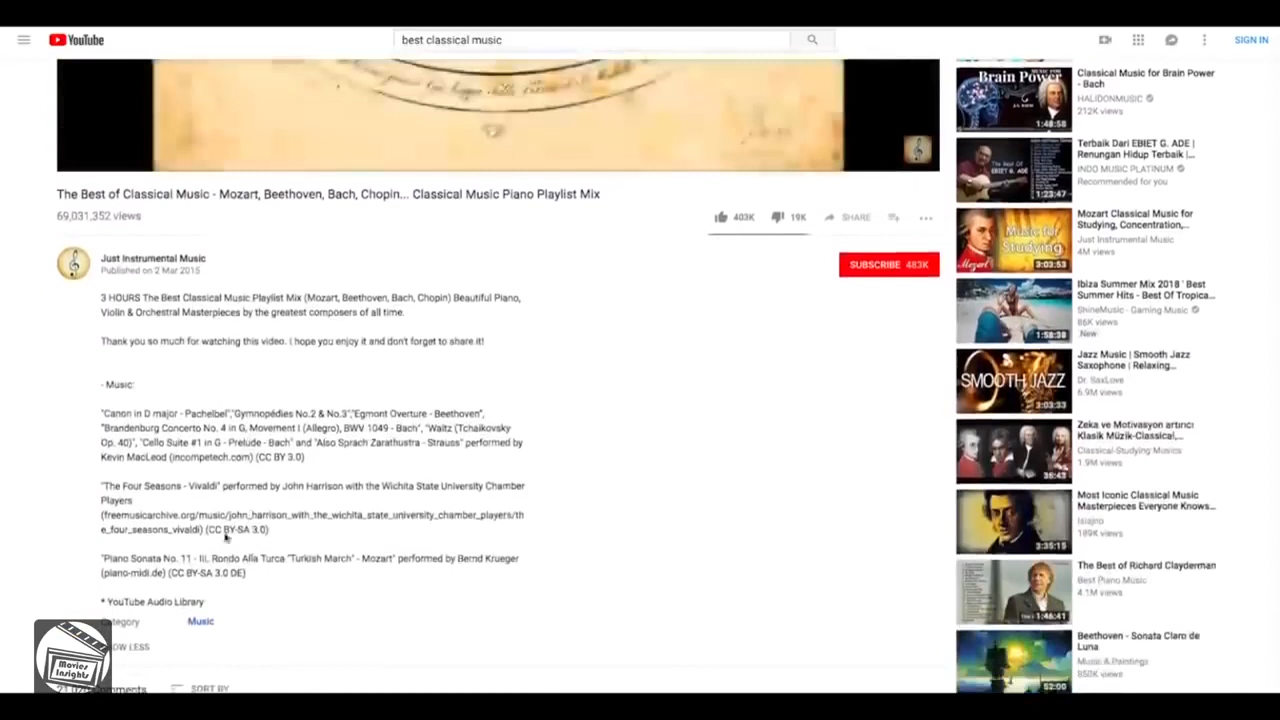 YouTube
best classical music
SIGN IN
The Best of Classical Music - Mozart, Beethoven, Bach, Chopin... Classical Music Piano Playlist Mix
69,031,352 views
403K
19K
SHARE
Just Instrumental Music
Published on 2 Mar 2015
SUBSCRIBE 483K
3 HOURS The Best Classical Music Playlist Mix (Mozart, Beethoven, Bach, Chopin) Beautiful Piano,
Violin & Orchestral Masterpieces by the greatest composers of all time.
Thank you so much for watching this video. I hope you enjoy it and don't forget to share it!
- Music:
"Canon in D major - Pachelbel","Gymnopédies No.2 & No.3","Egmont Overture - Beethoven",
"Brandenburg Concerto No. 4 in G, Movement I (Allegro), BWV 1049 - Bach", "Waltz (Tchaikovsky
Op. 40)", "Cello Suite #1 in G - Prelude - Bach" and "Also Sprach Zarathustra - Strauss" performed by
Kevin MacLeod (incompetech.com) (CC BY 3.0)
"The Four Seasons - Vivaldi" performed by John Harrison with the Wichita State University Chamber
Players
(freemusicarchive.org/music/john_harrison_with_the_wichita_state_university_chamber_players/th
e_four_seasons_vivaldi) (CC BY-SA 3.0)
"Piano Sonata No. 11 - III. Rondo Alla Turca "Turkish March" - Mozart" performed by Bernd Krueger
(piano-midi.de) (CC BY-SA 3.0 DE)
* YouTube Audio Library
Category
Music
OW LESS
omments
SORT BY
Movies
Insights
Brain Power
1:48:58
Classical Music for Brain Power
- Bach
HALIDONMUSIC
212K views
The Best Of
EBIET G. ADE
1:23:47
Terbaik Dari EBIET G. ADE |
Renungan Hidup Terbaik |...
INDO MUSIC PLATINUM
Recommended for you
Music for
Studying
Mozart
3:03:53
Mozart Classical Music for
Studying, Concentration,...
Just Instrumental Music
4M views
1:58:38
Ibiza Summer Mix 2018 ' Best
Summer Hits - Best Of Tropica...
ShineMusic - Gaming Music
86K views
New
SMOOTH JAZZ
3:03:33
Jazz Music | Smooth Jazz
Saxophone | Relaxing...
Dr. SaxLove
6.9M views
35:43
Zeka ve Motivasyon artırıcı
Klasik Müzik-Classical,...
Classical-Studying Musics
1.9M views
3:35:15
Most Iconic Classical Music
Masterpieces Everyone Knows...
189K views
1:46:41
The Best of Richard Clayderman
Best Piano Music
4.1M views
52:00
Beethoven - Sonata Claro de
Luna
Music & Paintings
850K views